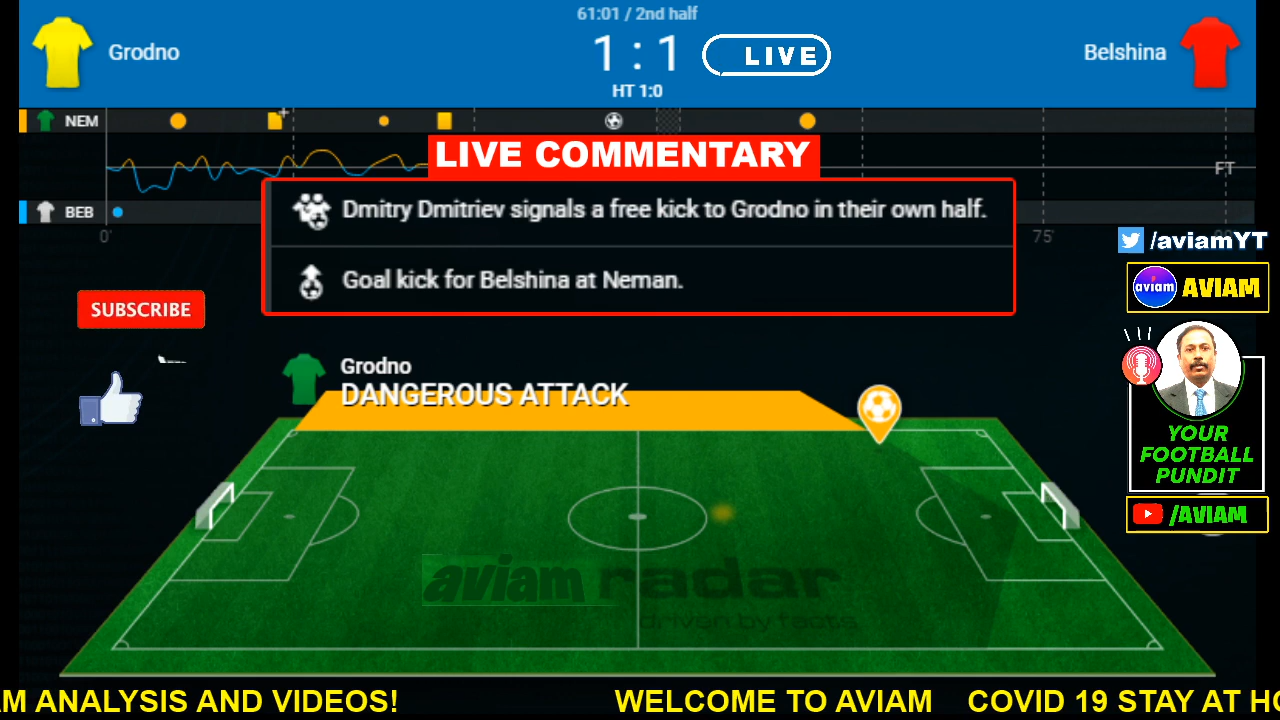 61:01 / 2nd half
Grodno
1 : 1
LIVE
Belshina
HT 1:0
NEM
LIVE COMMENTARY
FT
Dmitry Dmitriev signals a free kick to Grodno in their own half.
BEB
0'
75'
/aviamYT
Goal kick for Belshina at Neman.
aviam AVIAM
SUBSCRIBE
Grodno
DANGEROUS ATTACK
YOUR
FOOTBALL
PUNDIT
/AVIAM
aviam radar
driven by facts
AM ANALYSIS AND VIDEOS! WELCOME TO AVIAM COVID 19 STAY AT HO